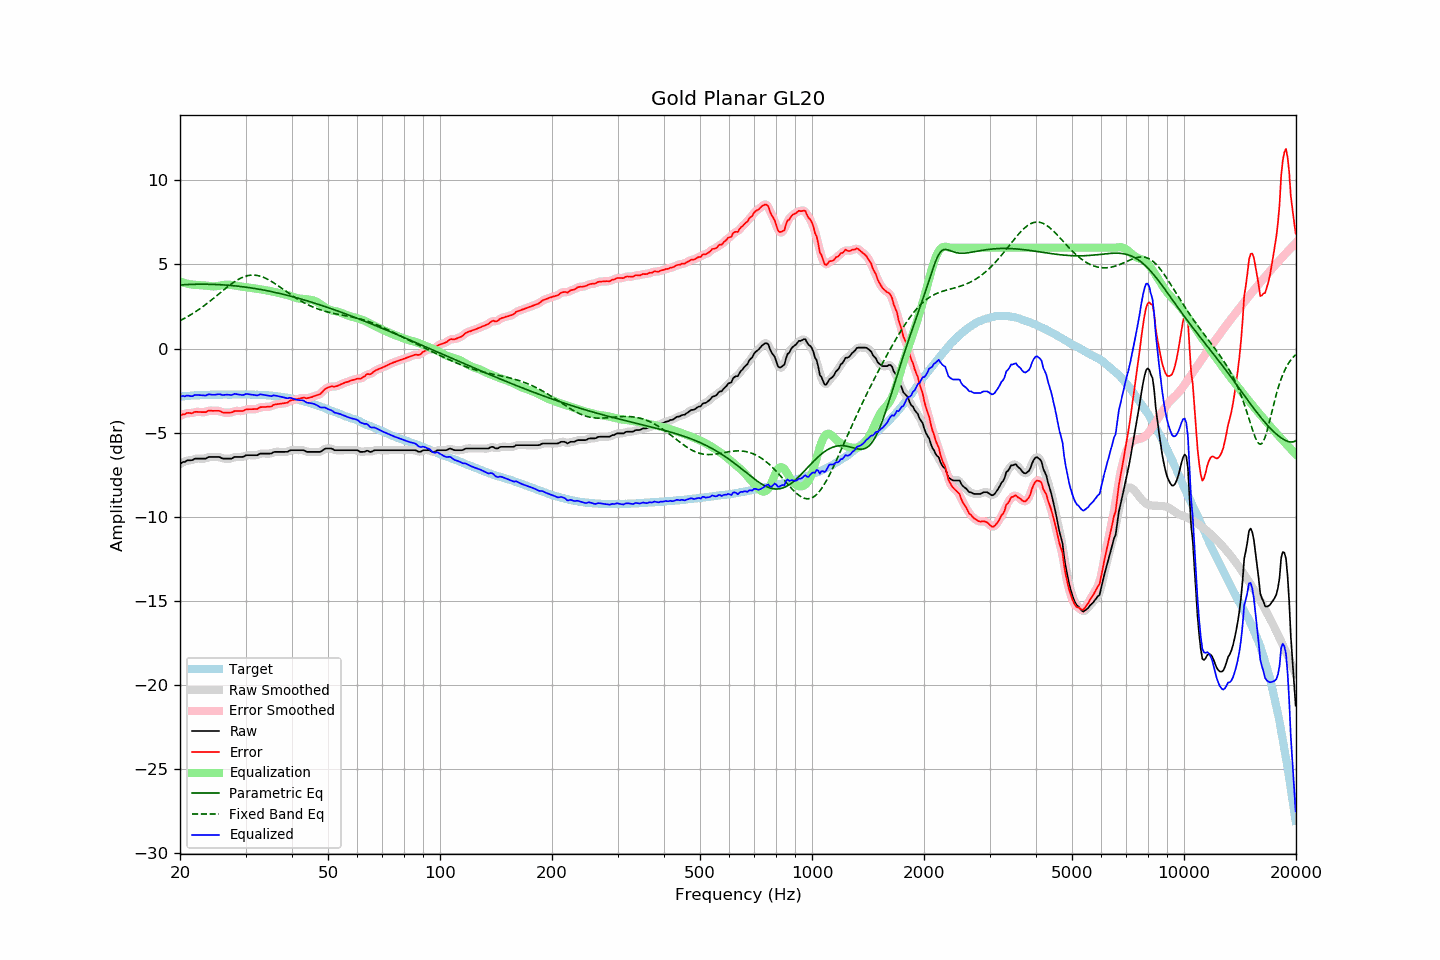 Gold Planar GL20
Amplitude (dBr)
10
5
0
−5
−10
−15
−20
−25
−30
Target
Raw Smoothed
Error Smoothed
Raw
Error
Equalization
Parametric Eq
Fixed Band Eq
Equalized
20 50 100 200 500 1000 2000 5000 10000 20000
Frequency (Hz)